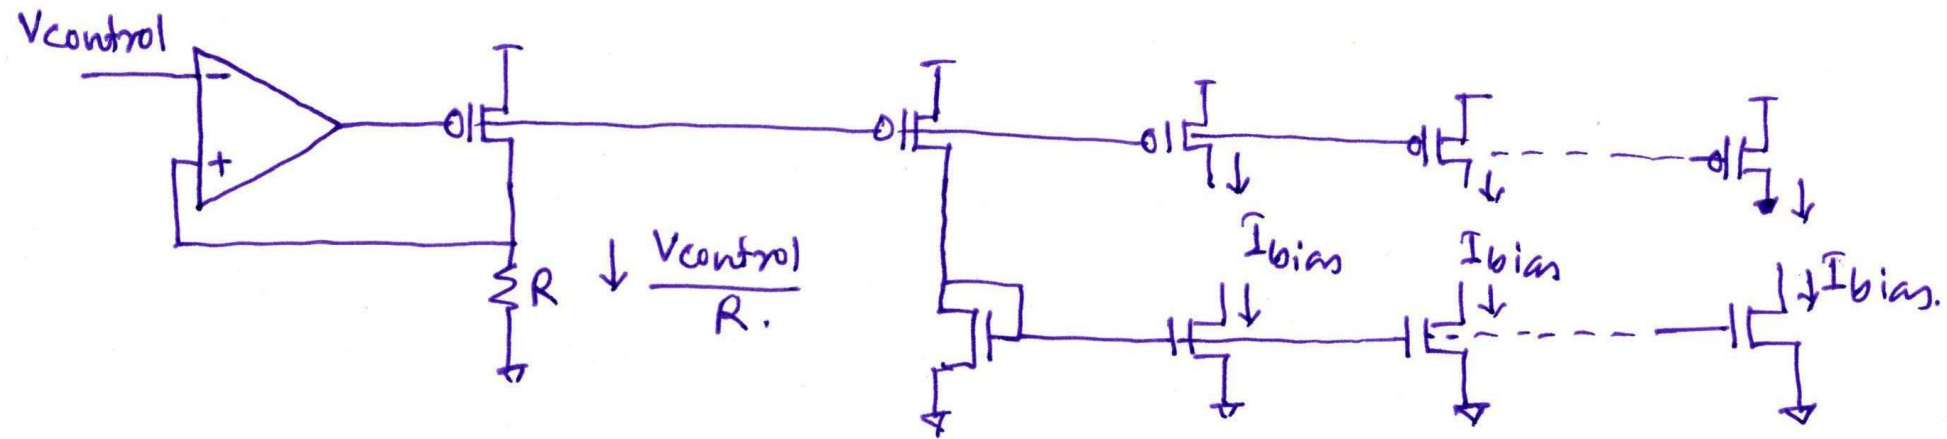 Vcontrol
−
+
R
↓ Vcontrol
R.
Ibias
Ibias
Ibias.